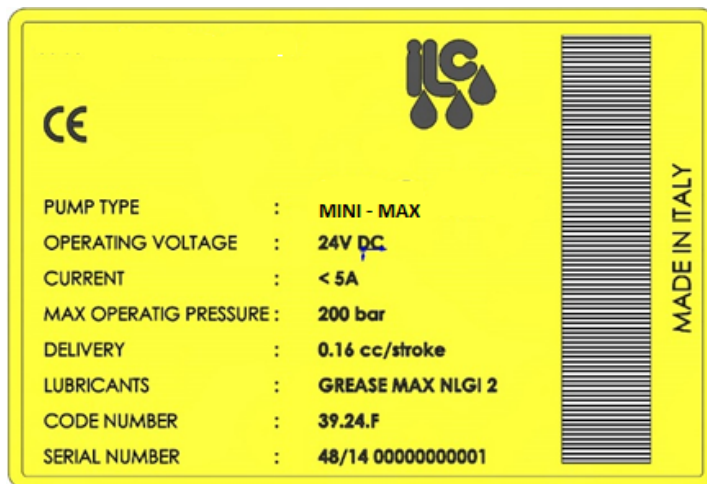 iLC
CE
PUMP TYPE : MINI - MAX
OPERATING VOLTAGE : 24V DC
CURRENT : < 5A
MAX OPERATIG PRESSURE : 200 bar
DELIVERY : 0.16 cc/stroke
LUBRICANTS : GREASE MAX NLGI 2
CODE NUMBER : 39.24.F
SERIAL NUMBER : 48/14 00000000001
MADE IN ITALY